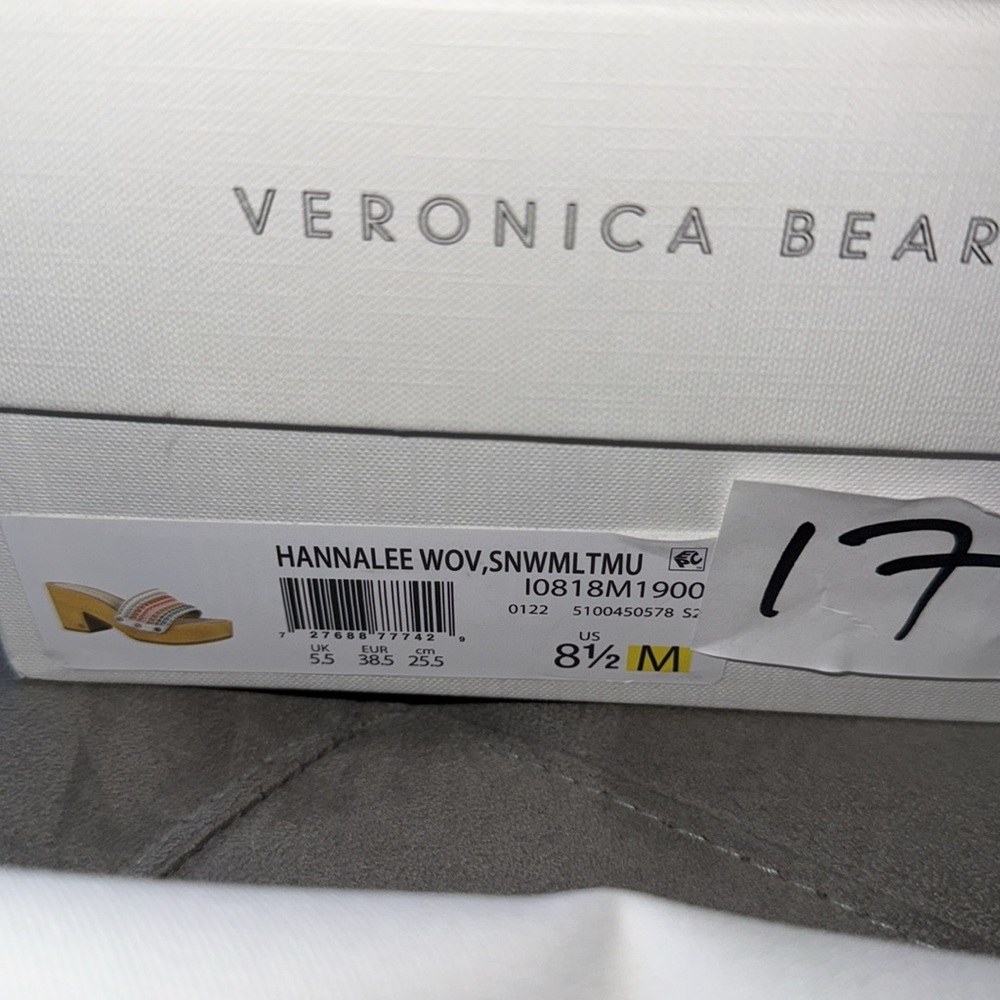 VERONICA BEAR
HANNALEE WOV,SNWMLTMU
I0818M1900
0122 5100450578
7 27688 77742 9
UK EUR cm
5.5 38.5 25.5
US
8½ M
17